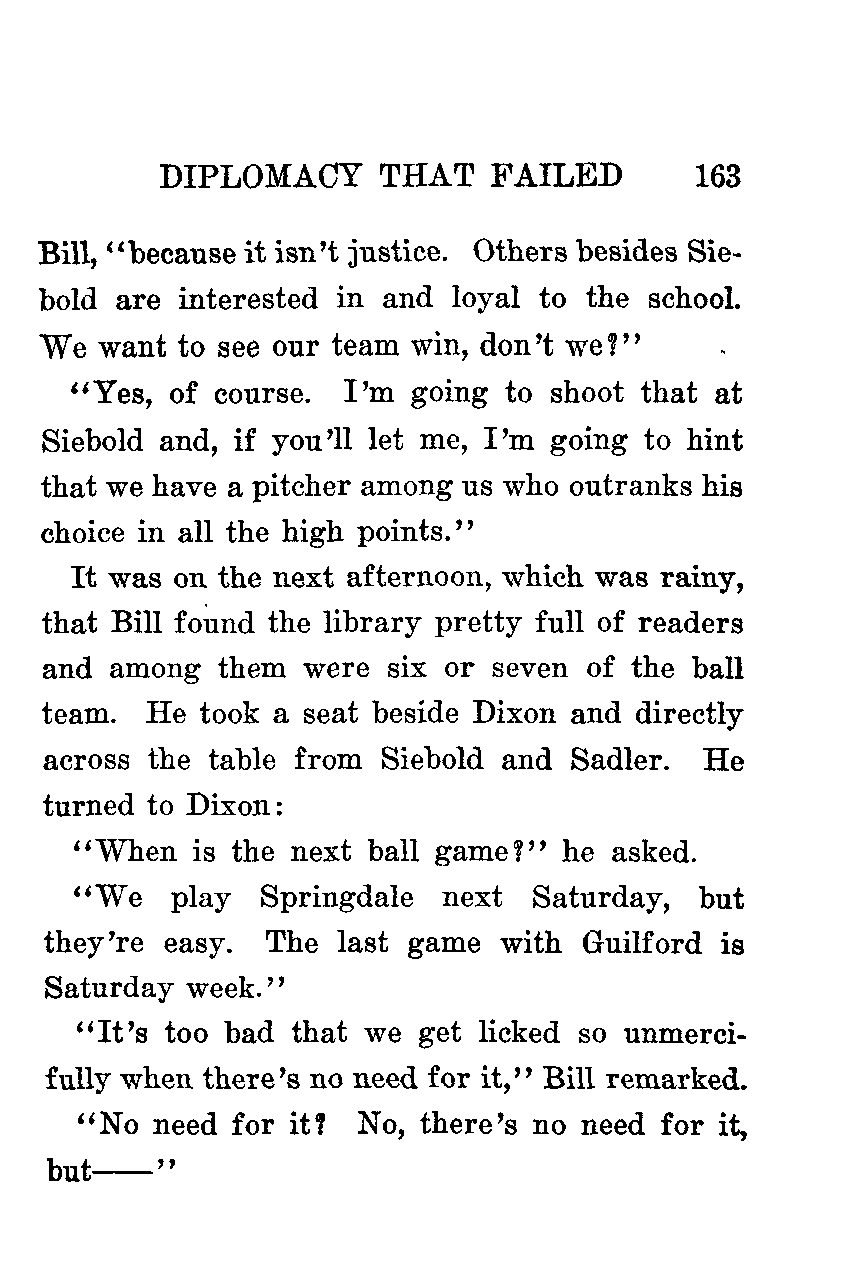 DIPLOMACY THAT FAILED 163
Bill, "because it isn't justice. Others besides Sie-
bold are interested in and loyal to the school.
We want to see our team win, don't we?"
"Yes, of course. I'm going to shoot that at
Siebold and, if you'll let me, I'm going to hint
that we have a pitcher among us who outranks his
choice in all the high points."
It was on the next afternoon, which was rainy,
that Bill found the library pretty full of readers
and among them were six or seven of the ball
team. He took a seat beside Dixon and directly
across the table from Siebold and Sadler. He
turned to Dixon:
"When is the next ball game?" he asked.
"We play Springdale next Saturday, but
they're easy. The last game with Guilford is
Saturday week."
"It's too bad that we get licked so unmerci-
fully when there's no need for it," Bill remarked.
"No need for it? No, there's no need for it,
but——"